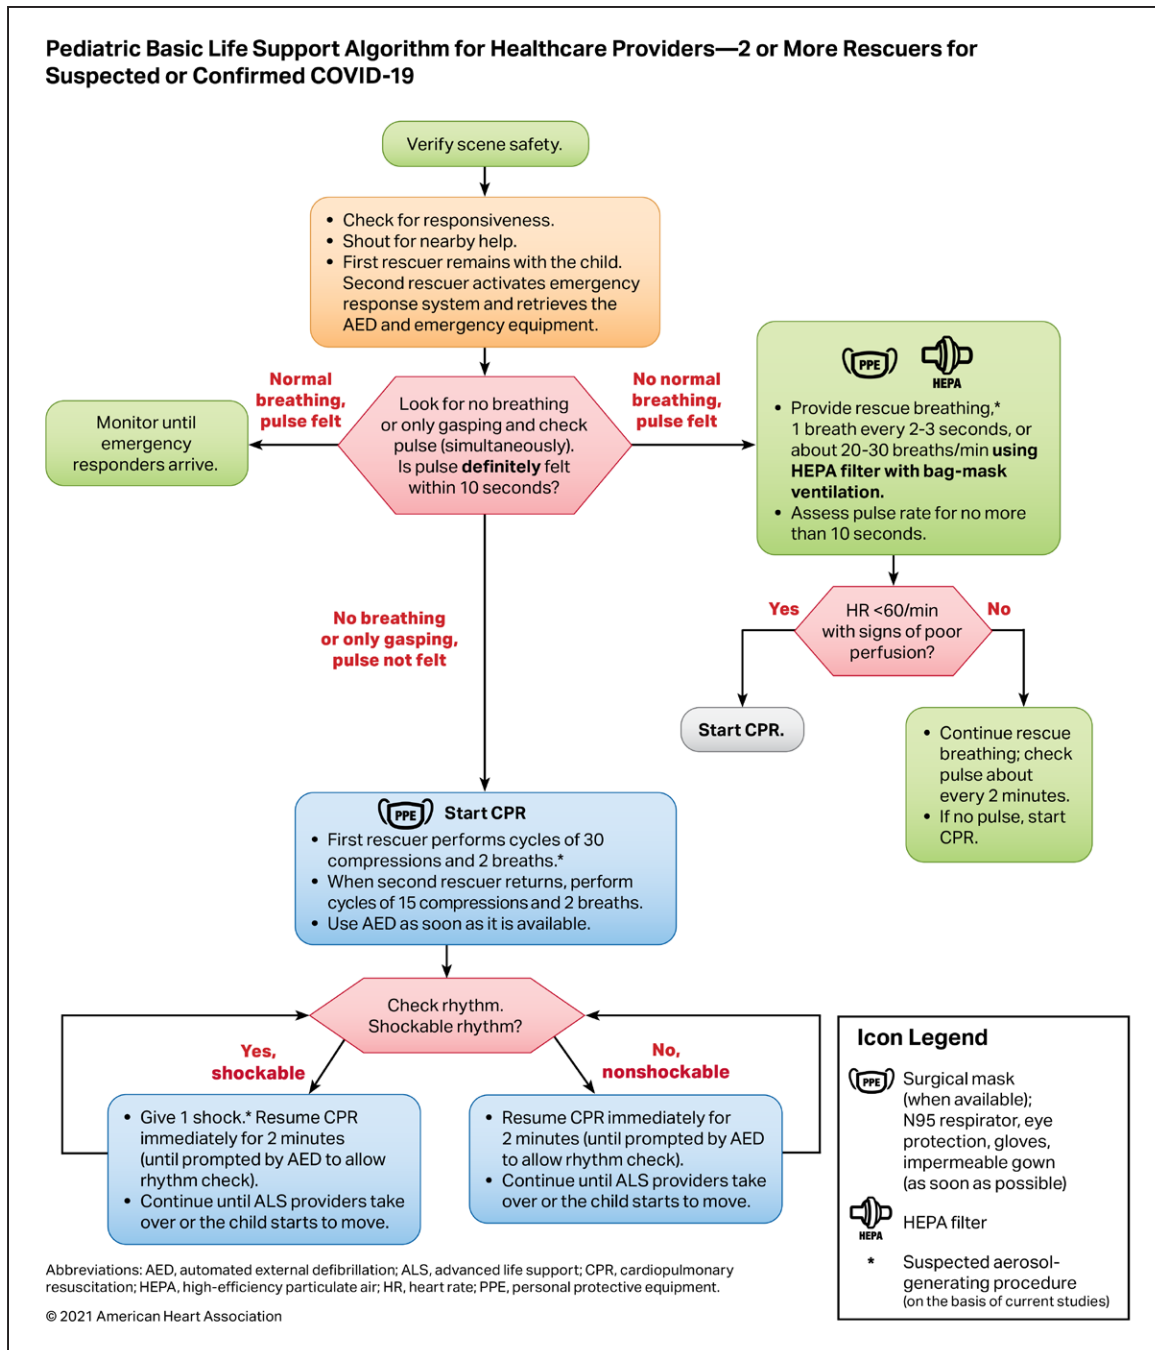 Pediatric Basic Life Support Algorithm for Healthcare Providers—2 or More Rescuers for
Suspected or Confirmed COVID-19
Verify scene safety.
• Check for responsiveness.
• Shout for nearby help.
• First rescuer remains with the child.
Second rescuer activates emergency
response system and retrieves the
AED and emergency equipment.
Normal
breathing,
pulse felt
No normal
breathing,
pulse felt
Monitor until
emergency
responders arrive.
Look for no breathing
or only gasping and check
pulse (simultaneously).
Is pulse definitely felt
within 10 seconds?
PPE
HEPA
• Provide rescue breathing,*
1 breath every 2-3 seconds, or
about 20-30 breaths/min using
HEPA filter with bag-mask
ventilation.
• Assess pulse rate for no more
than 10 seconds.
No breathing
or only gasping,
pulse not felt
Yes
HR <60/min
with signs of poor
perfusion?
No
Start CPR.
• Continue rescue
breathing; check
pulse about
every 2 minutes.
• If no pulse, start
CPR.
PPE Start CPR
• First rescuer performs cycles of 30
compressions and 2 breaths.*
• When second rescuer returns, perform
cycles of 15 compressions and 2 breaths.
• Use AED as soon as it is available.
Check rhythm.
Shockable rhythm?
Yes,
shockable
No,
nonshockable
• Give 1 shock.* Resume CPR
immediately for 2 minutes
(until prompted by AED to allow
rhythm check).
• Continue until ALS providers take
over or the child starts to move.
• Resume CPR immediately for
2 minutes (until prompted by AED
to allow rhythm check).
• Continue until ALS providers take
over or the child starts to move.
Icon Legend
PPE
Surgical mask
(when available);
N95 respirator, eye
protection, gloves,
impermeable gown
(as soon as possible)
HEPA
HEPA filter
* Suspected aerosol-
generating procedure
(on the basis of current studies)
Abbreviations: AED, automated external defibrillation; ALS, advanced life support; CPR, cardiopulmonary
resuscitation; HEPA, high-efficiency particulate air; HR, heart rate; PPE, personal protective equipment.
© 2021 American Heart Association